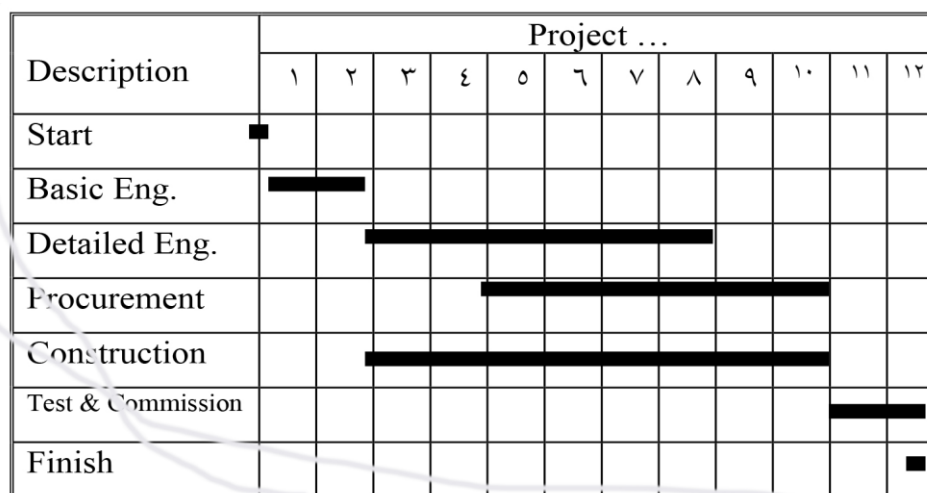 Project …
Description
١ ٢ ٣ ٤ ٥ ٦ ٧ ٨ ٩ ١٠ ١١ ١٢
Start
Basic Eng.
Detailed Eng.
Procurement
Construction
Test & Commission
Finish